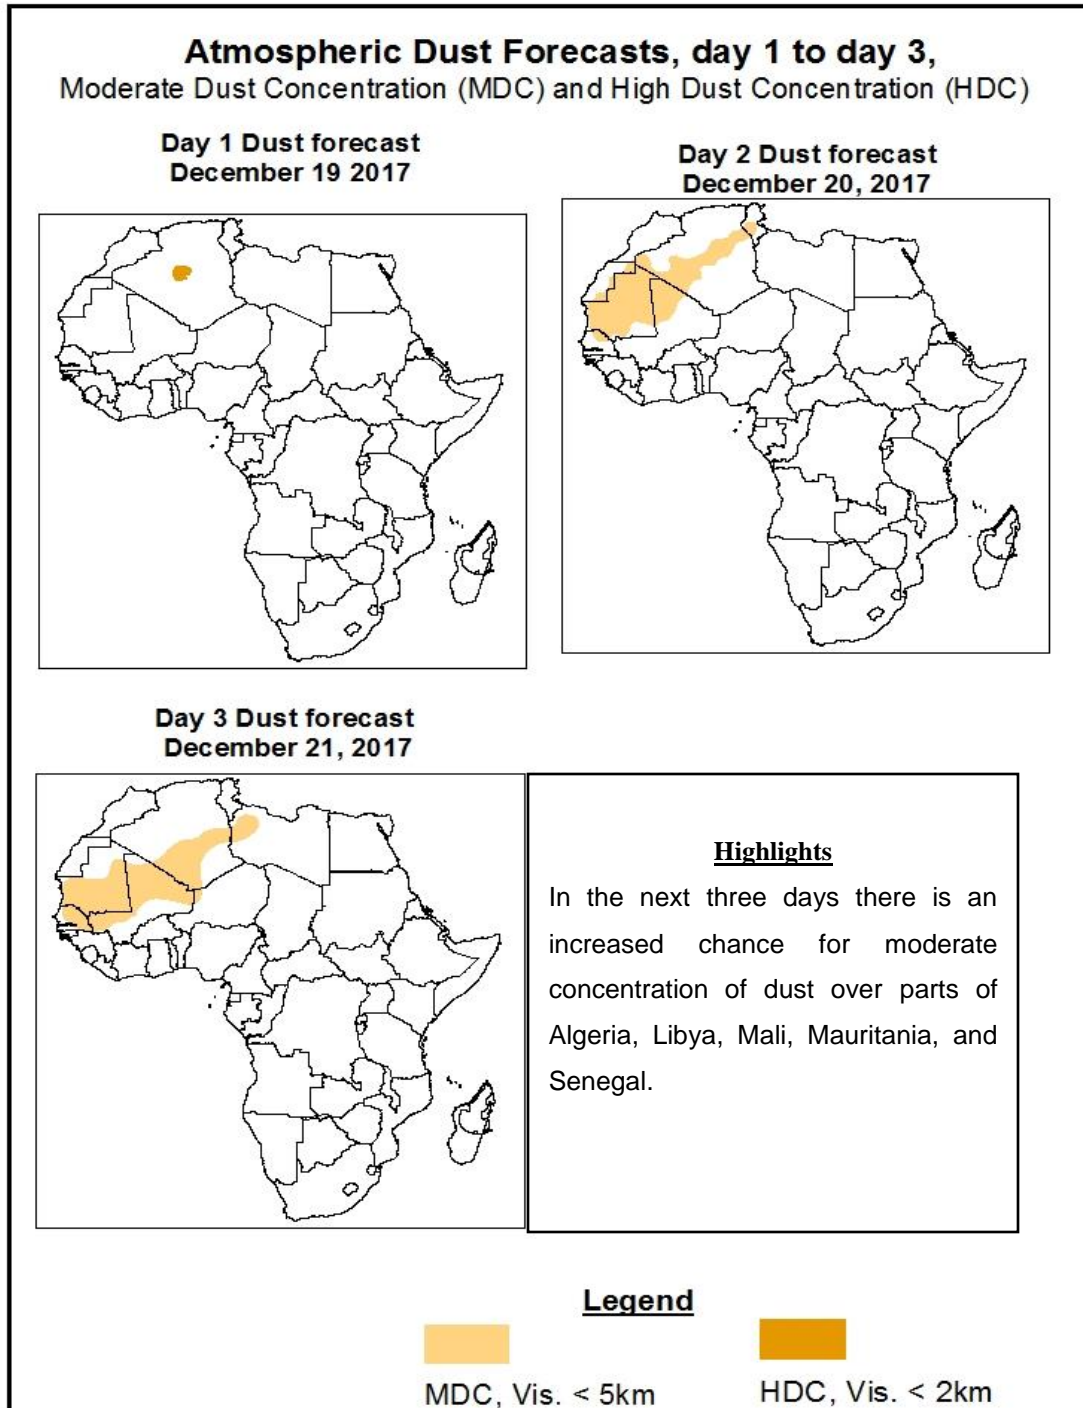 Atmospheric Dust Forecasts, day 1 to day 3,
Moderate Dust Concentration (MDC) and High Dust Concentration (HDC)
Day 1 Dust forecast
December 19 2017
Day 2 Dust forecast
December 20, 2017
Day 3 Dust forecast
December 21, 2017
Highlights
In the next three days there is an
increased chance for moderate
concentration of dust over parts of
Algeria, Libya, Mali, Mauritania, and
Senegal.
Legend
MDC, Vis. < 5km
HDC, Vis. < 2km